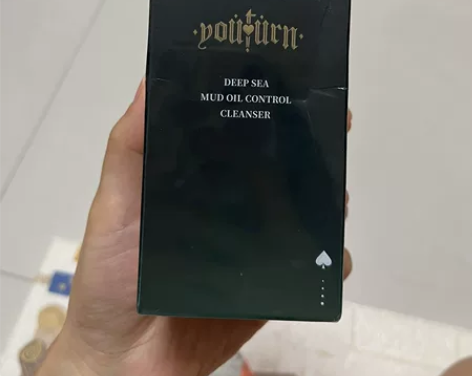 youturn
DEEP SEA
MUD OIL CONTROL
CLEANSER